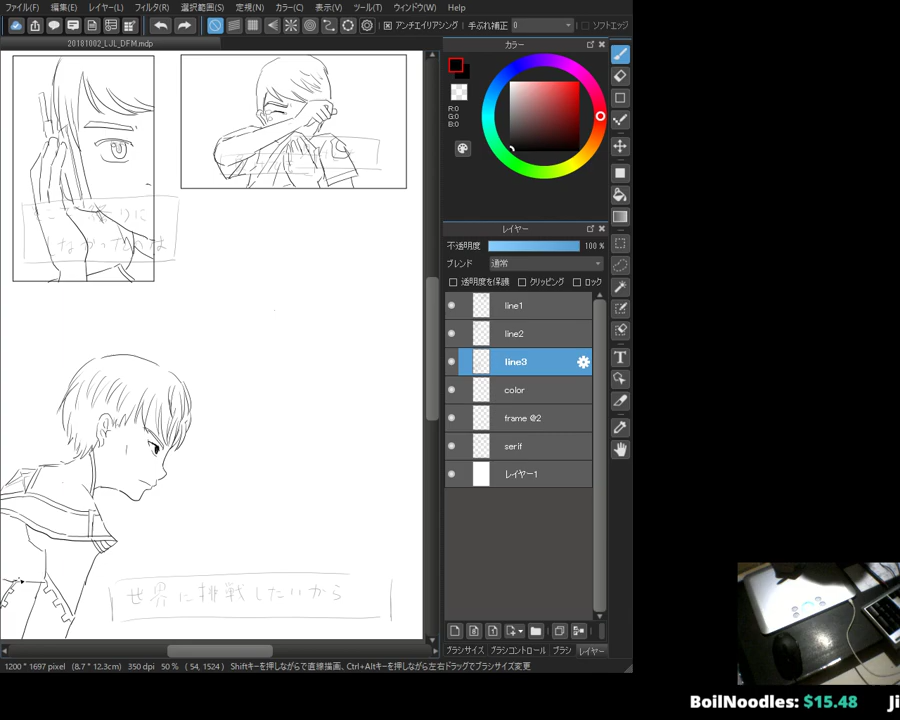 ファイル(F) 編集(E) レイヤー(L) フィルタ(R) 選択範囲(S) 定規(N) カラー(C) 表示(V) ツール(T) ウィンドウ(W) Help
アンチエイリアシング 手ぶれ補正 0 ソフトエッジ
20181002_LJL_DFM.mdp
カラー
R:0
G:0
B:0
レイヤー
不透明度 100 %
ブレンド 通常
透明度を保護 クリッピング ロック
line1
line2
line3
color
frame @2
serif
レイヤー1
りに
しなかったのは
世界に挑戦したいから
ブラシサイズ ブラシコントロール ブラシ レイヤー
1200 * 1697 pixel (8.7 * 12.3cm) 350 dpi 50 % ( 54, 1524 ) Shiftキーを押しながらで直線描画、Ctrl+Altキーを押しながら左右ドラッグでブラシサイズ変更
BoilNoodles: $15.48 Ji